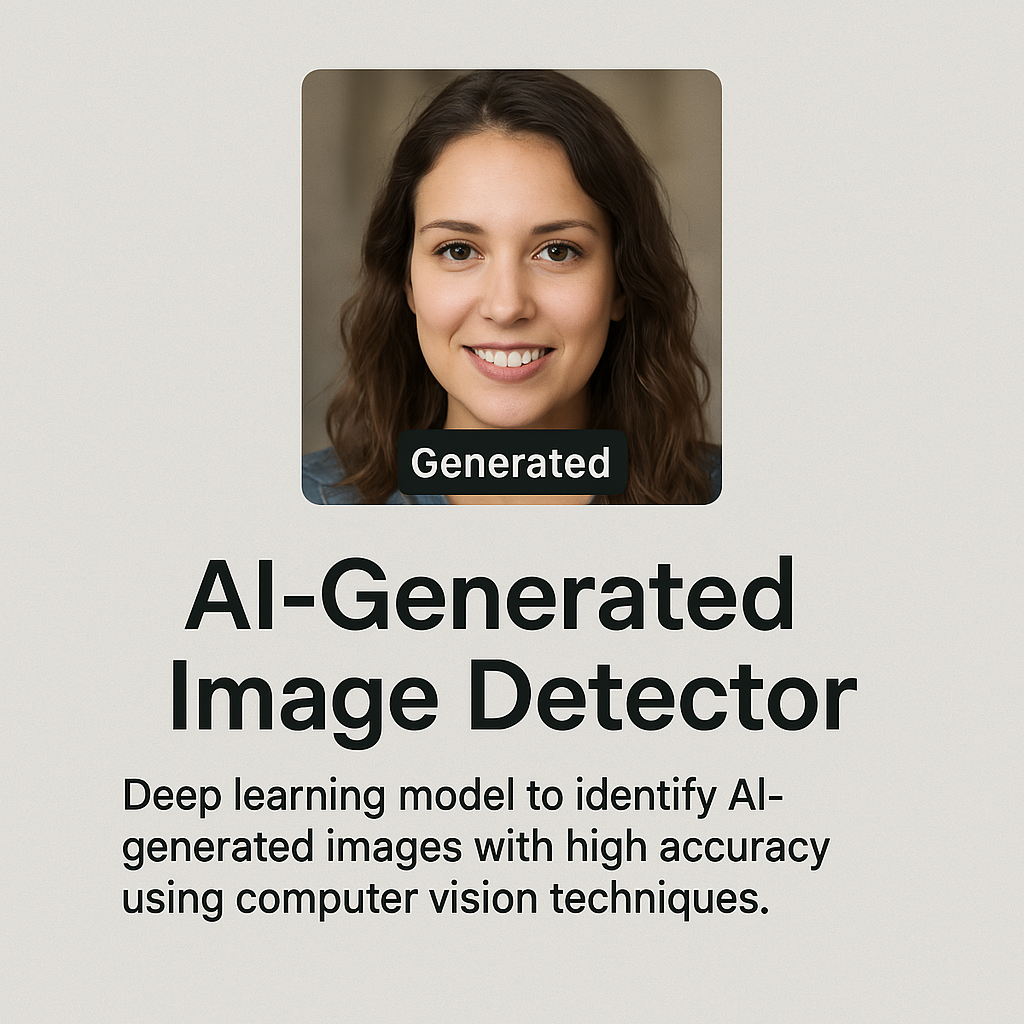 Generated
AI-Generated
Image Detector
Deep learning model to identify AI-
generated images with high accuracy
using computer vision techniques.